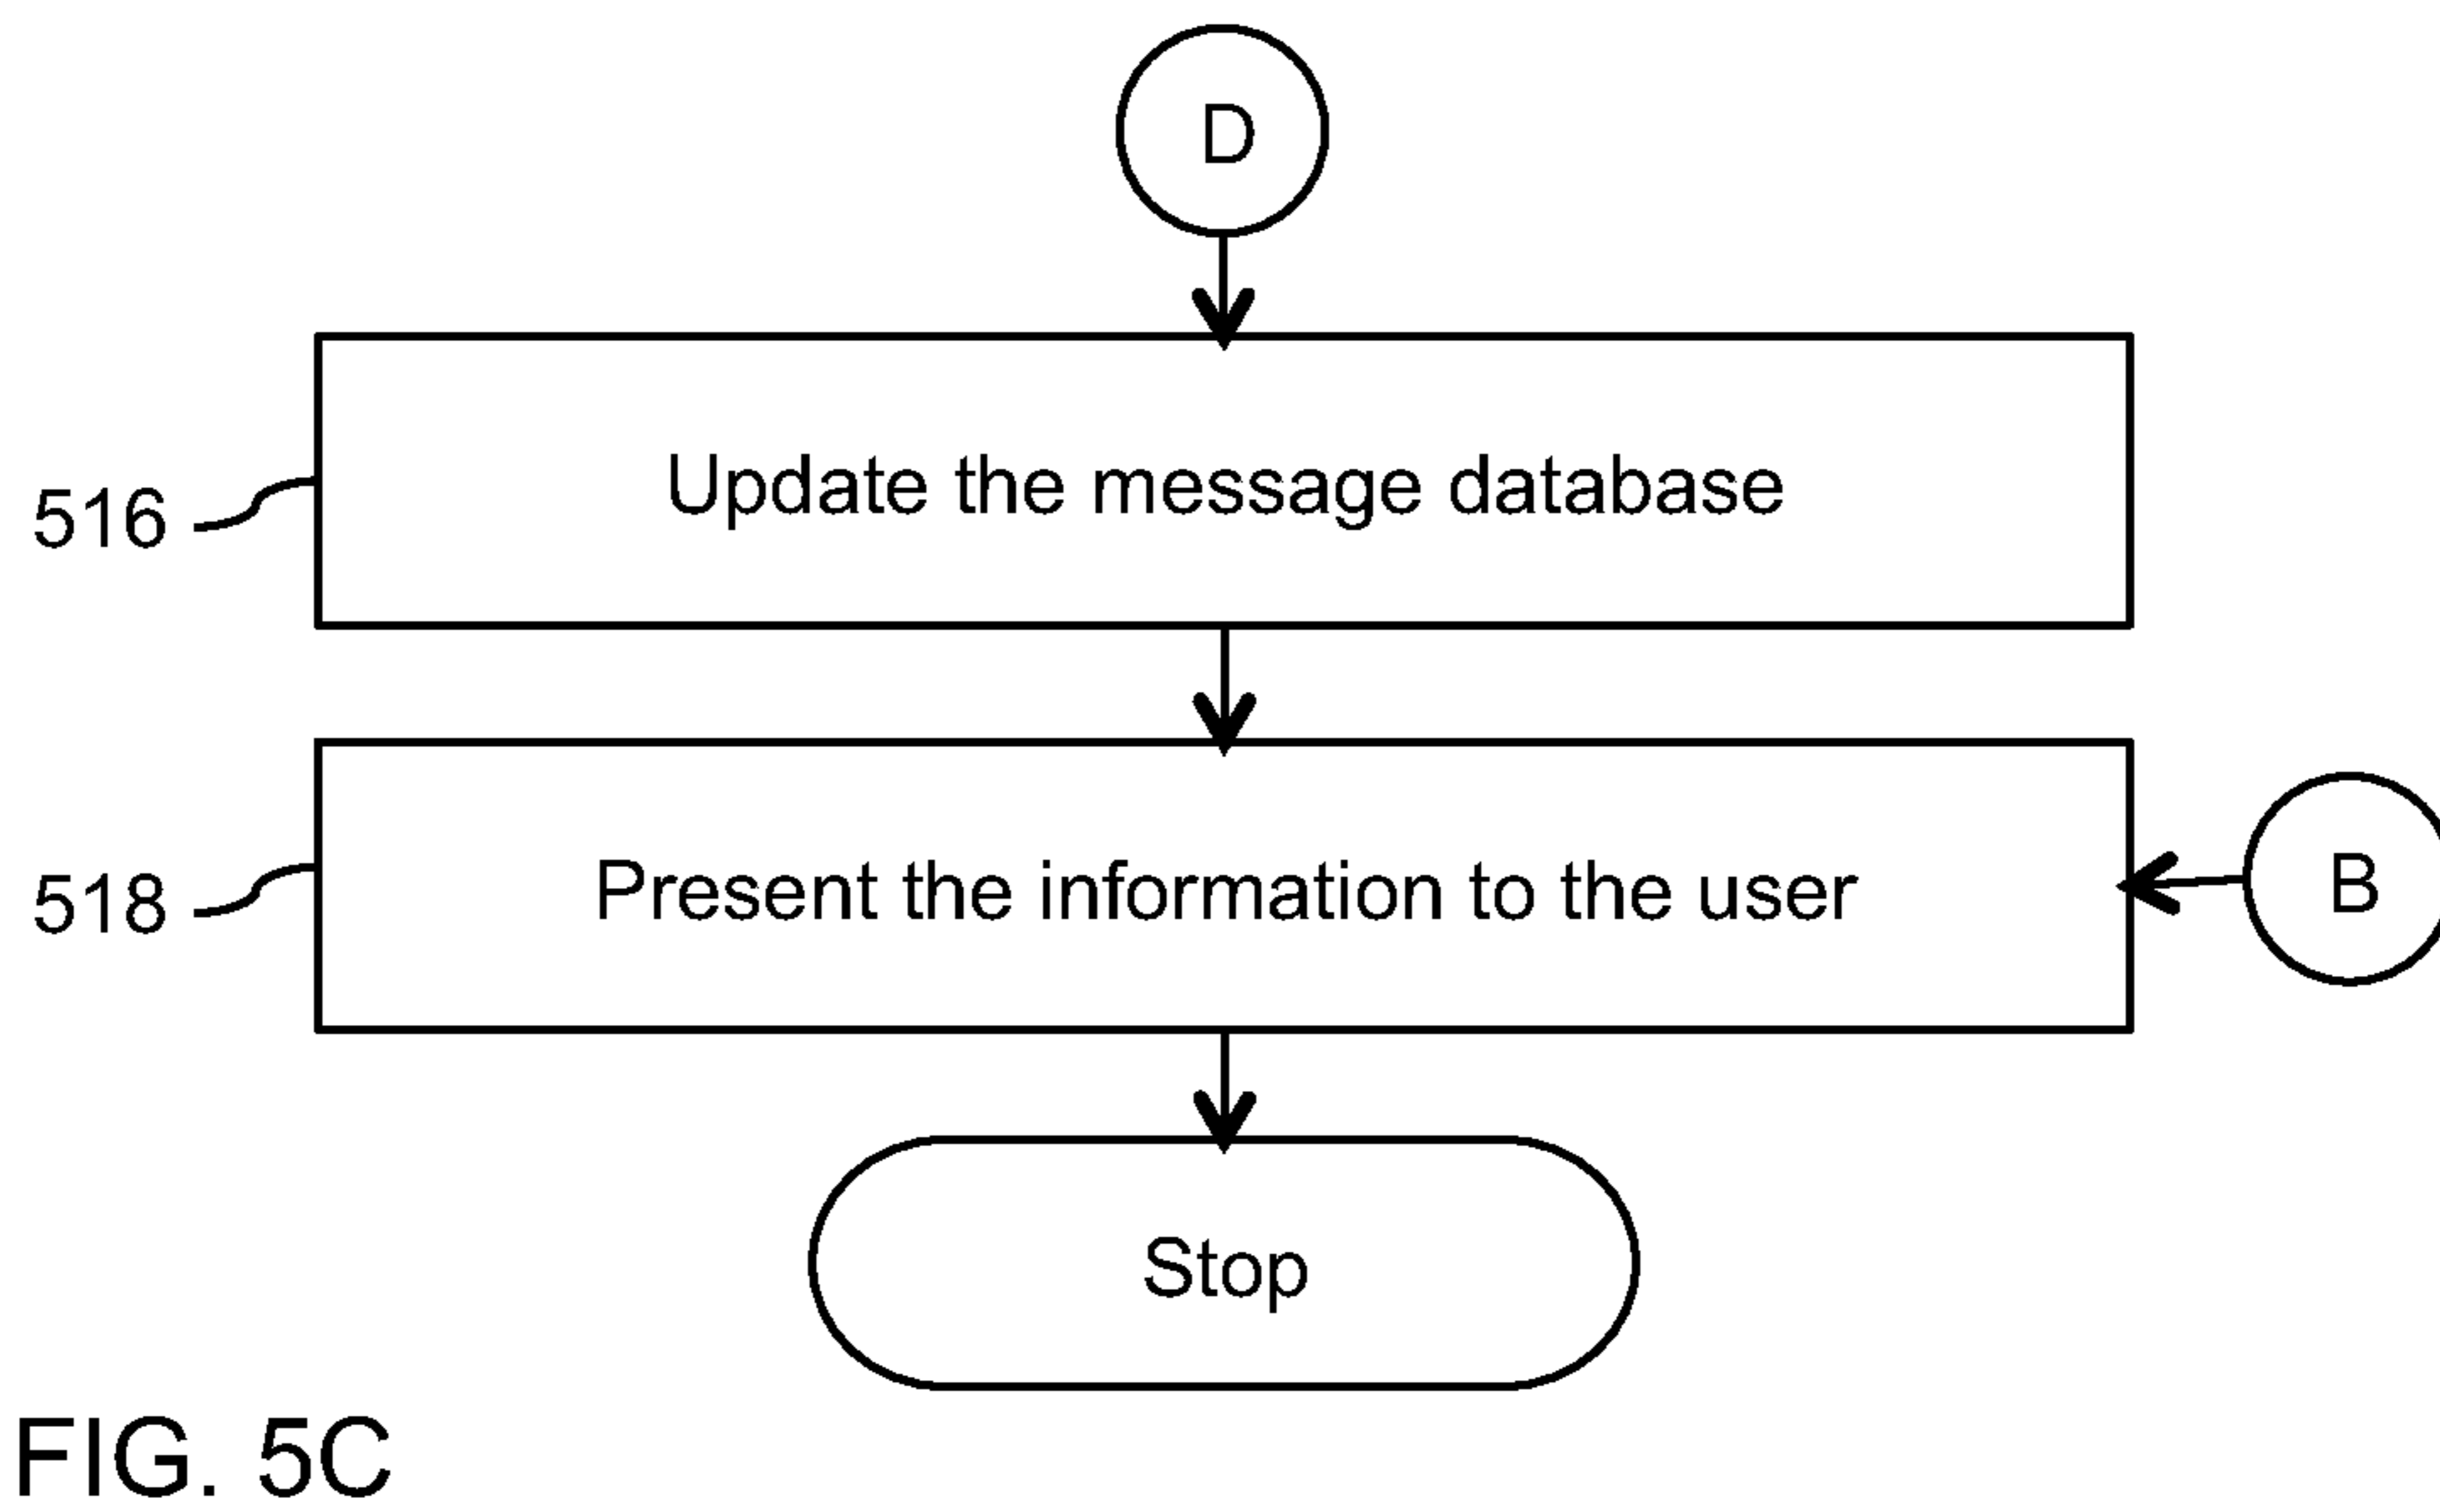 D
Update the message database
516
Present the information to the user
B
518
Stop
FIG. 5C